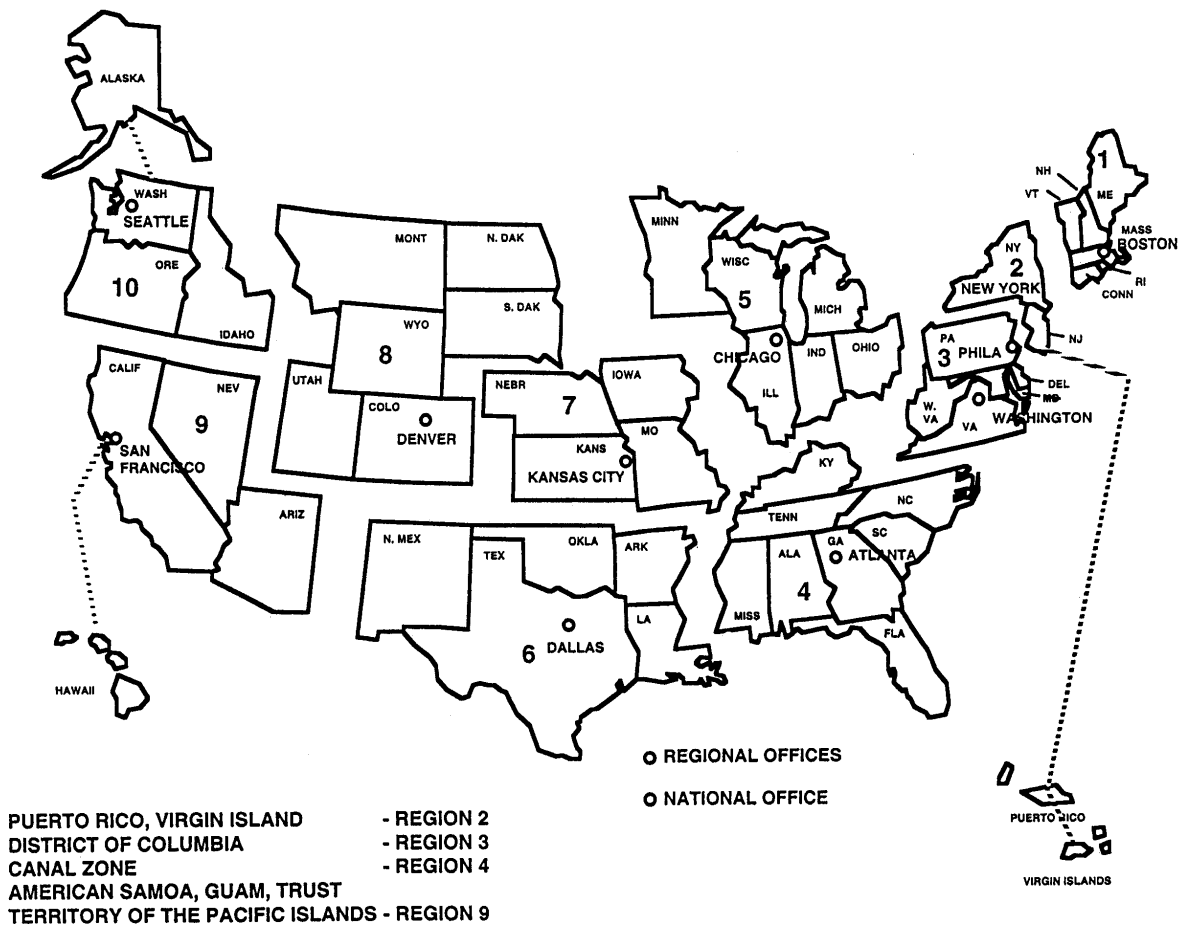 ALASKA
WASH
SEATTLE
ORE
10
IDAHO
MONT
N. DAK
S. DAK
WYO
8
UTAH
COLO
DENVER
CALIF
NEV
9
SAN
FRANCISCO
ARIZ
HAWAII
NEBR
7
IOWA
KANS
KANSAS CITY
MO
N. MEX
TEX
OKLA
ARK
LA
6
DALLAS
MINN
WISC
5
MICH
CHICAGO
ILL
IND
OHIO
KY
TENN
NC
SC
GA
ATLANTA
ALA
4
MISS
FLA
1
NH
VT
ME
MASS
BOSTON
RI
CONN
NY
2
NEW YORK
NJ
PA
3
PHILA
DEL
MD
W.
VA
VA
WASHINGTON
REGIONAL OFFICES
NATIONAL OFFICE
PUERTO RICO
VIRGIN ISLANDS
PUERTO RICO, VIRGIN ISLAND - REGION 2
DISTRICT OF COLUMBIA - REGION 3
CANAL ZONE - REGION 4
AMERICAN SAMOA, GUAM, TRUST
TERRITORY OF THE PACIFIC ISLANDS - REGION 9